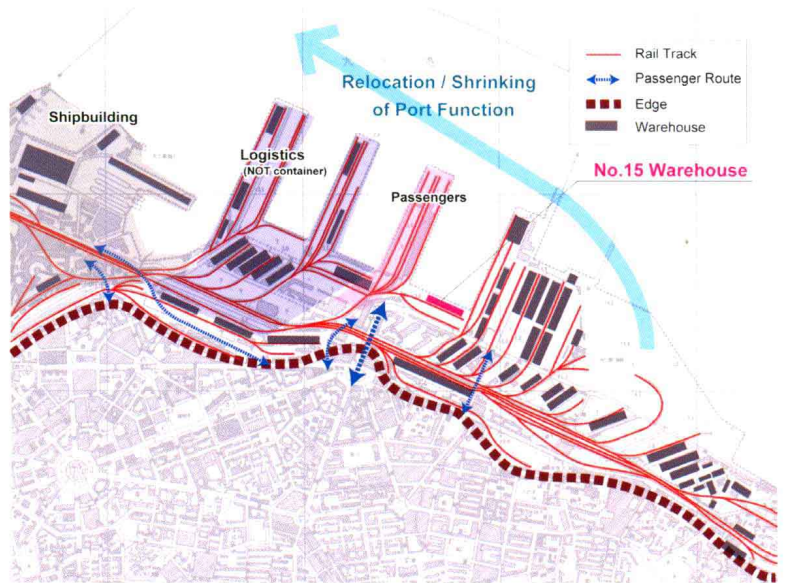 Rail Track
Passenger Route
Edge
Warehouse
Relocation / Shrinking
of Port Function
Shipbuilding
Logistics
(NOT container)
No.15 Warehouse
Passengers